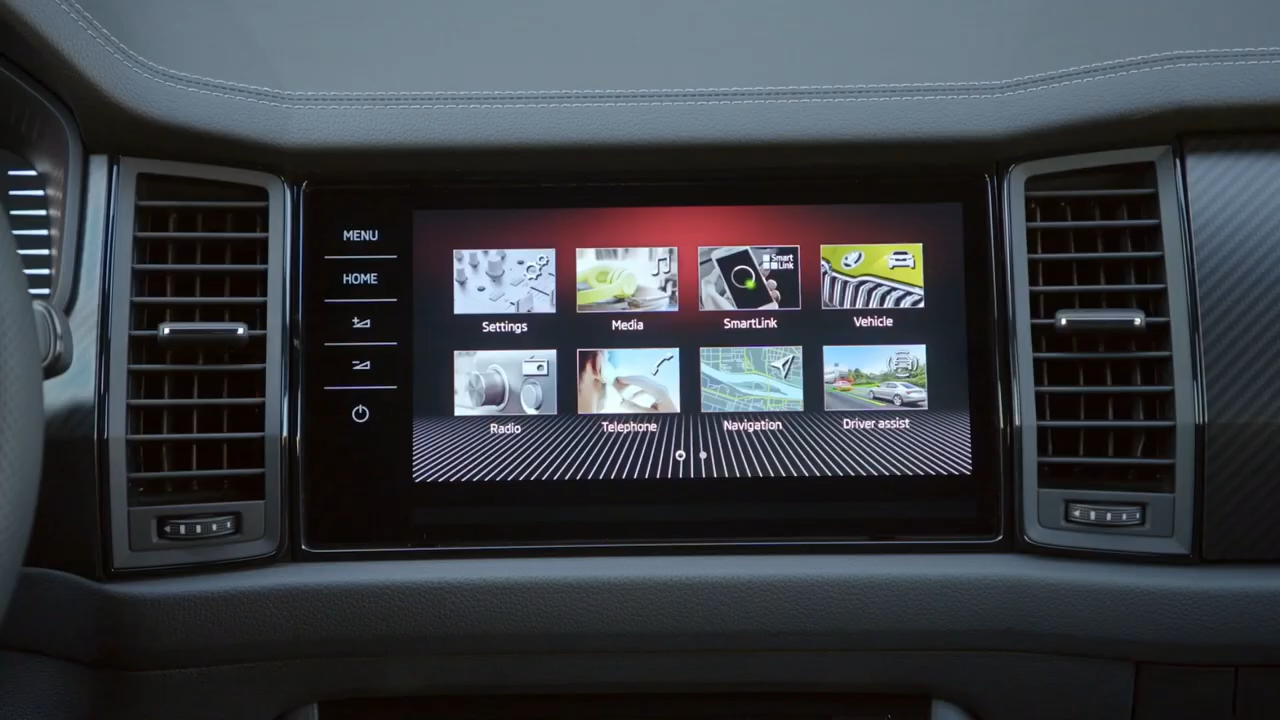 MENU
HOME
Smart
Link
Settings
Media
SmartLink
Vehicle
Radio
Telephone
Navigation
Driver assist